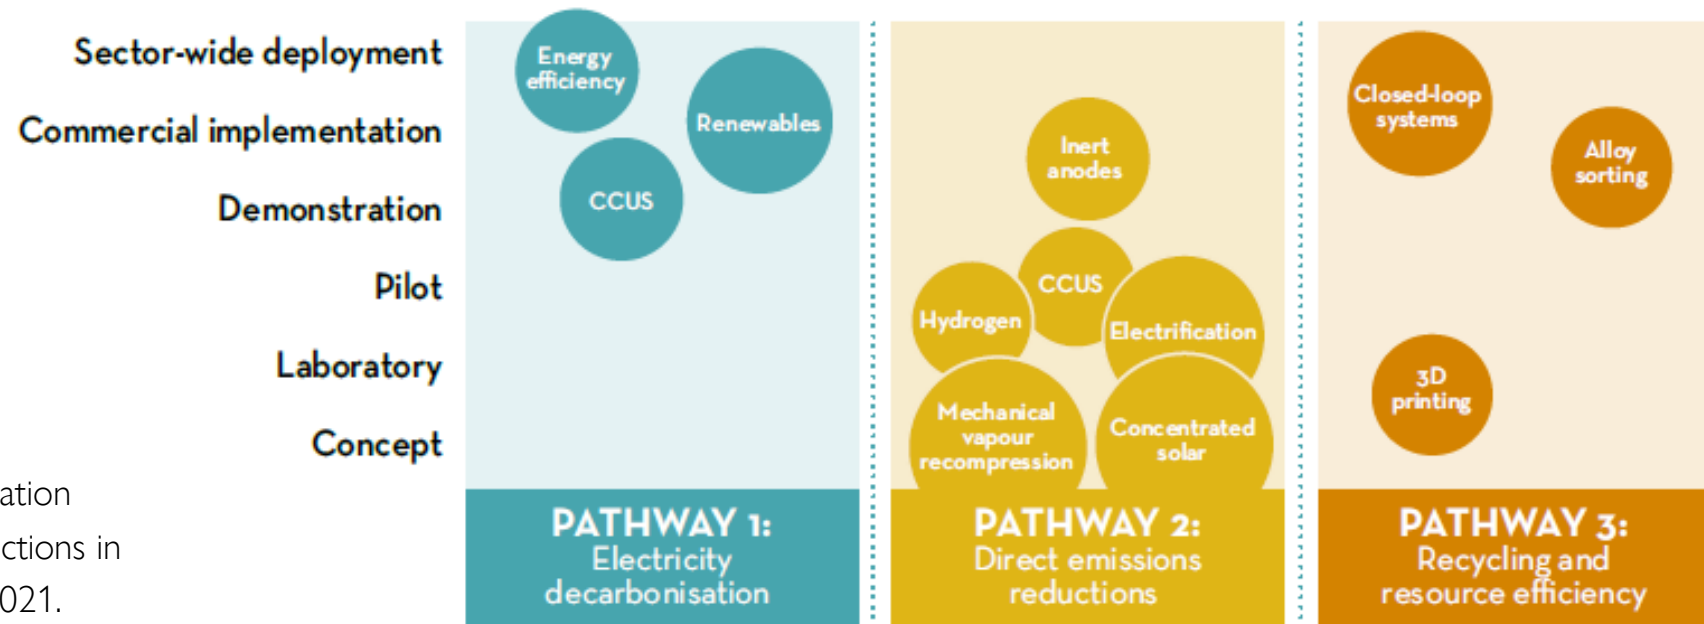 Sector-wide deployment
Commercial implementation
Demonstration
Pilot
Laboratory
Concept
ation
ctions in
021.
Energy
efficiency
Renewables
CCUS
PATHWAY 1:
Electricity
decarbonisation
Inert
anodes
CCUS
Hydrogen
Electrification
Mechanical
vapour
recompression
Concentrated
solar
PATHWAY 2:
Direct emissions
reductions
Closed-loop
systems
Alloy
sorting
3D
printing
PATHWAY 3:
Recycling and
resource efficiency